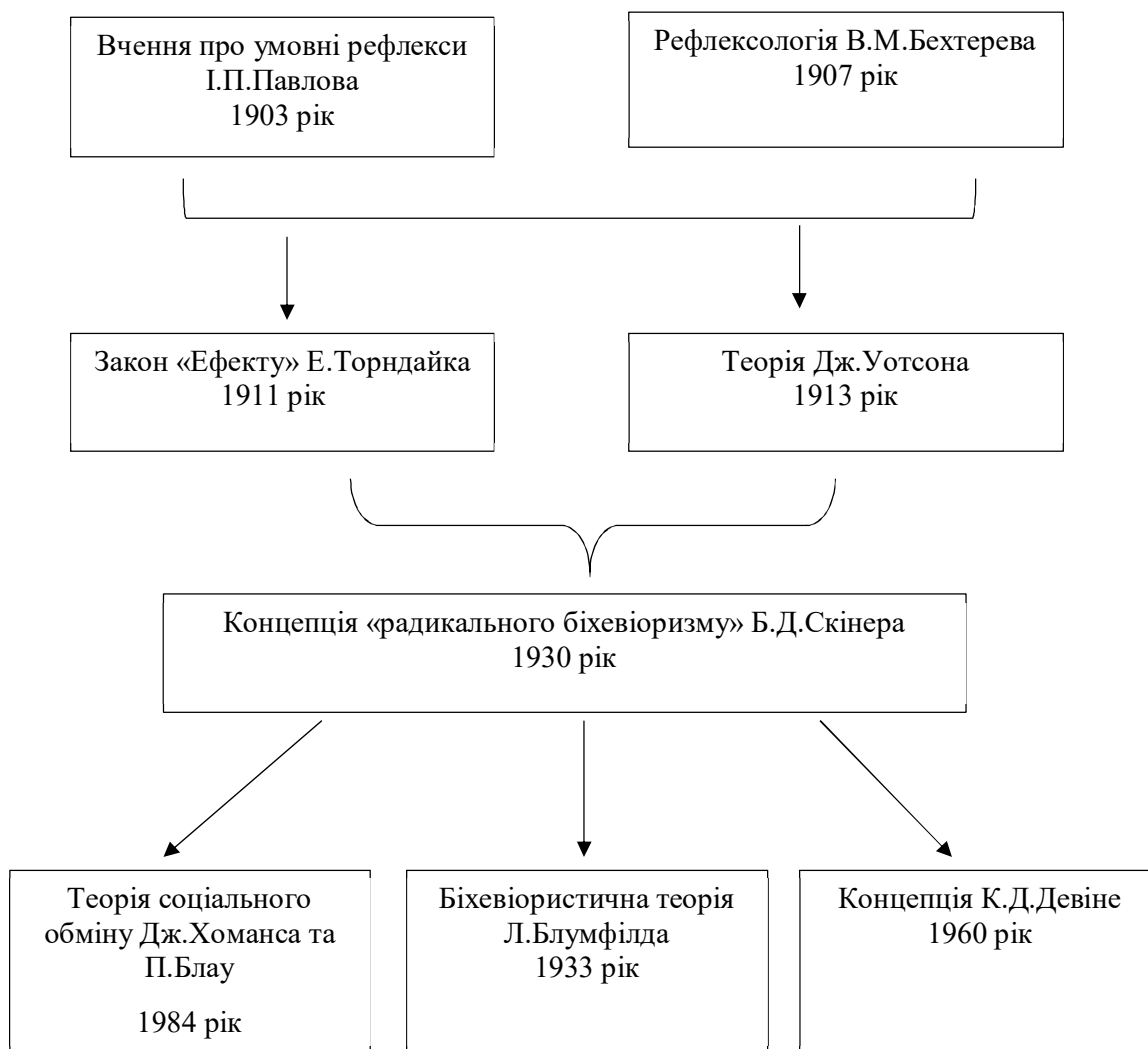 Вчення про умовні рефлекси
І.П.Павлова
1903 рік
Рефлексологія В.М.Бехтерева
1907 рік
Закон «Ефекту» Е.Торндайка
1911 рік
Теорія Дж.Уотсона
1913 рік
Концепція «радикального біхевіоризму» Б.Д.Скінера
1930 рік
Теорія соціального
обміну Дж.Хоманса та
П.Блау
1984 рік
Біхевіористична теорія
Л.Блумфілда
1933 рік
Концепція К.Д.Девіне
1960 рік